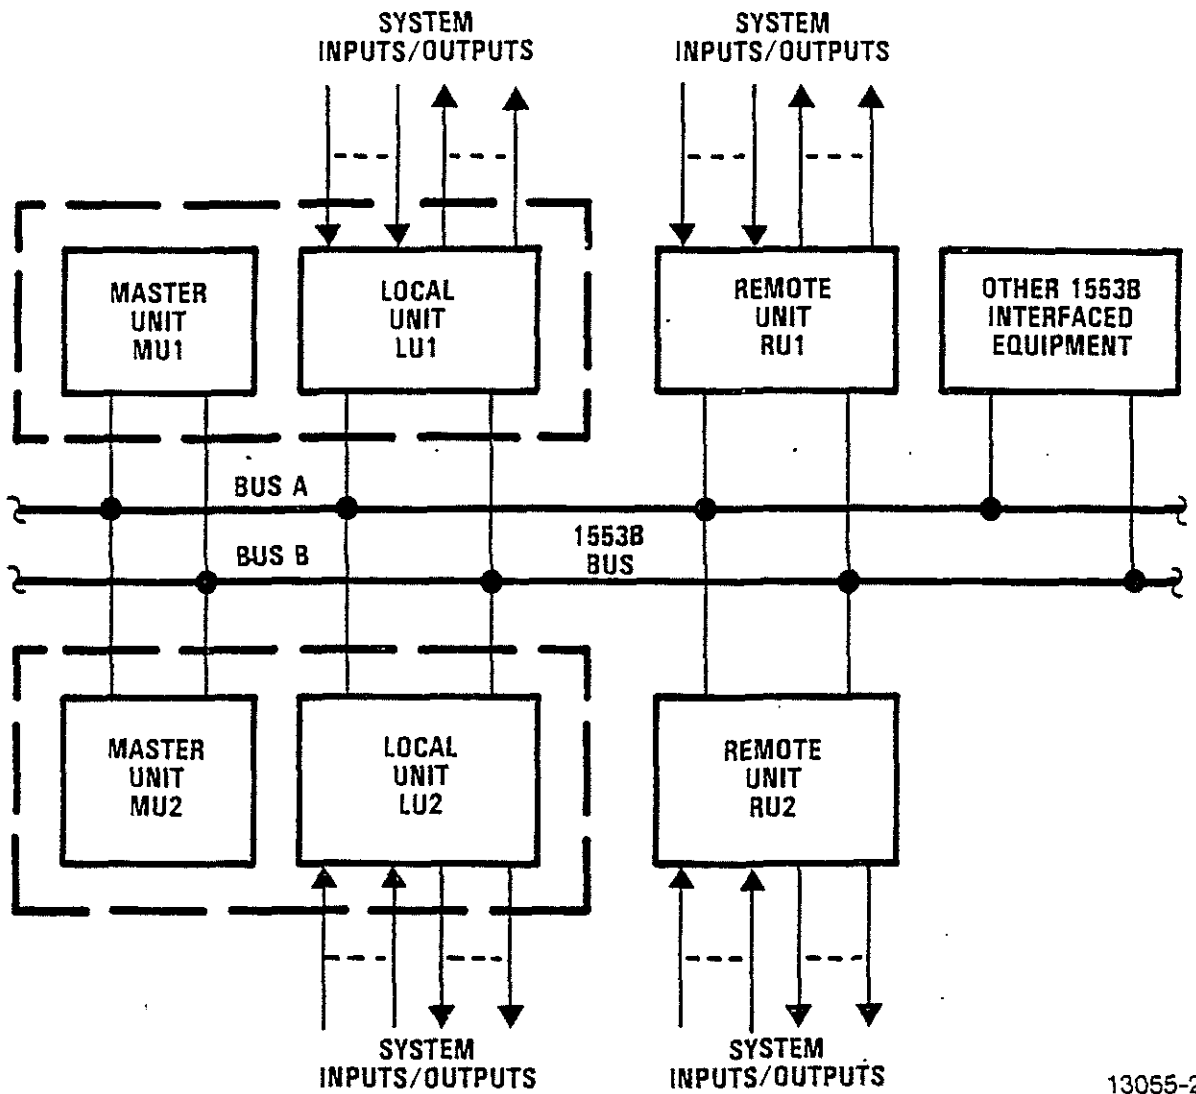 SYSTEM
INPUTS/OUTPUTS
SYSTEM
INPUTS/OUTPUTS
MASTER
UNIT
MU1
LOCAL
UNIT
LU1
REMOTE
UNIT
RU1
OTHER 1553B
INTERFACED
EQUIPMENT
BUS A
BUS B
1553B
BUS
MASTER
UNIT
MU2
LOCAL
UNIT
LU2
REMOTE
UNIT
RU2
SYSTEM
INPUTS/OUTPUTS
SYSTEM
INPUTS/OUTPUTS
13055-2